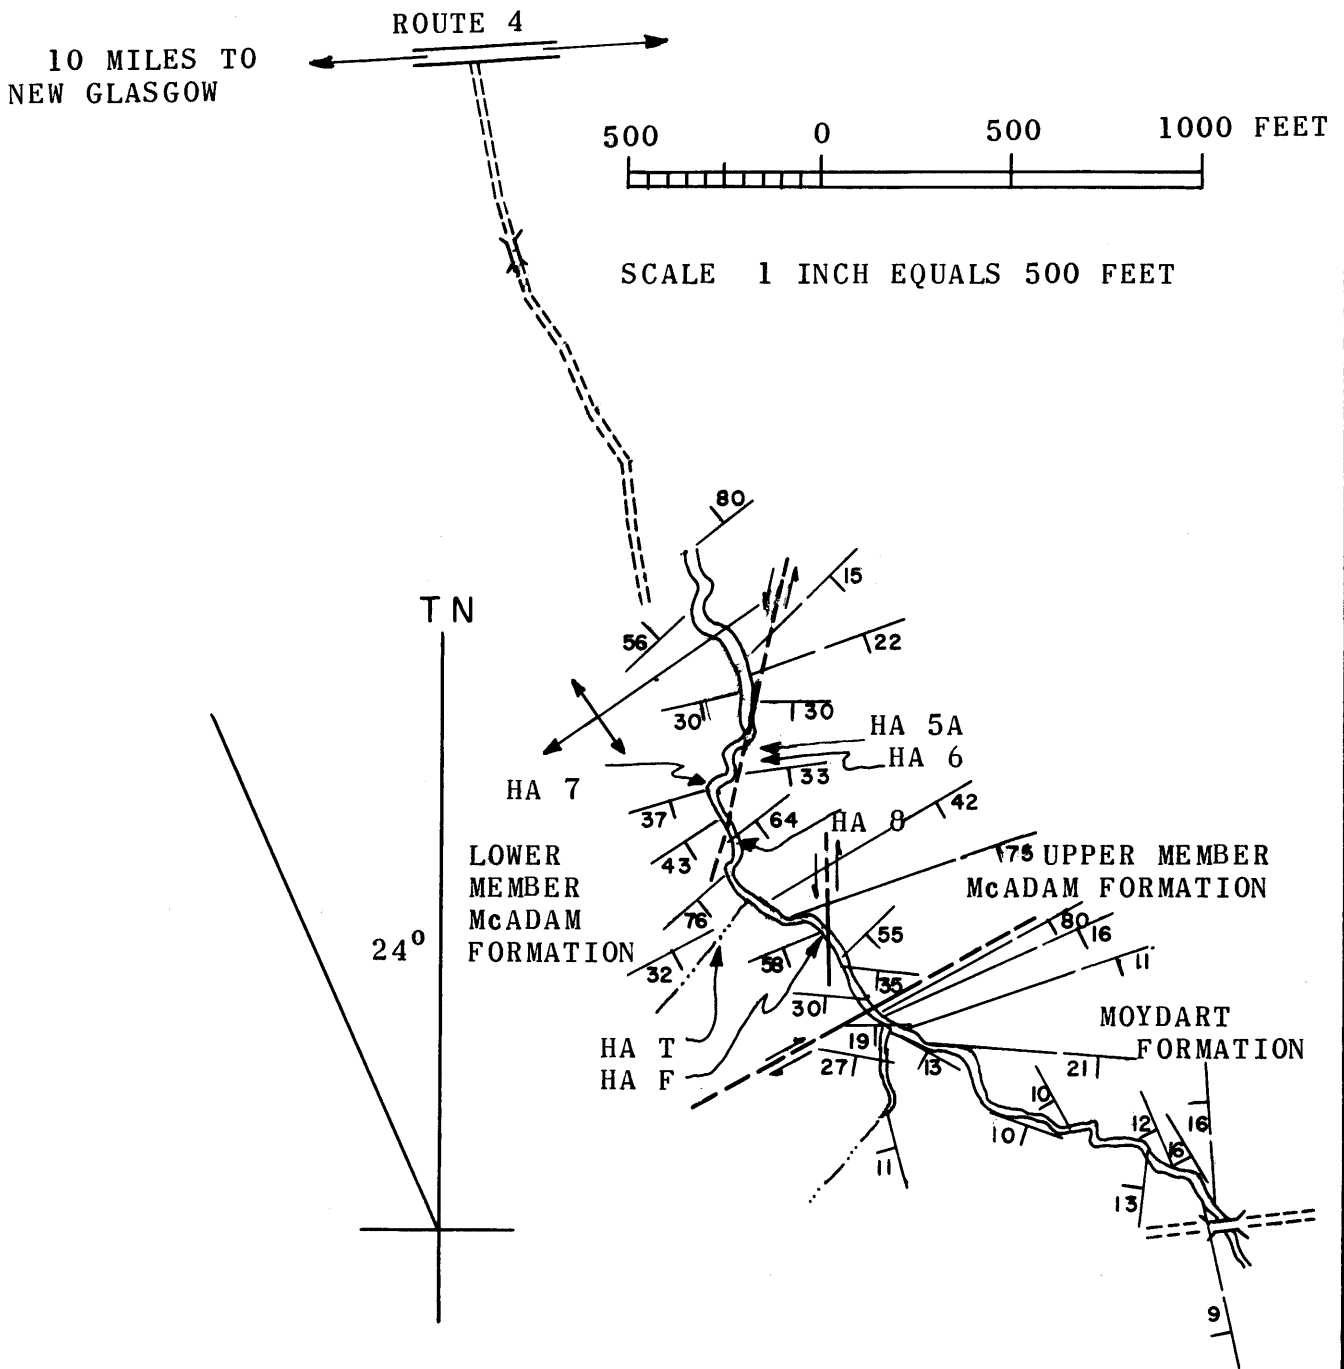 ROUTE 4
10 MILES TO
NEW GLASGOW
500 0 500 1000 FEET
SCALE 1 INCH EQUALS 500 FEET
80
15
TN
56
22
30
30
HA 5A
HA 6
33
HA 7
42
37
64
HA 8
43
LOWER
MEMBER
McADAM
FORMATION
75
UPPER MEMBER
McADAM FORMATION
76
80
16
55
24°
32
58
11
35
30
MOYDART
FORMATION
HA T
HA F
19
27
13
21
10
10
12
16
16
11
13
9